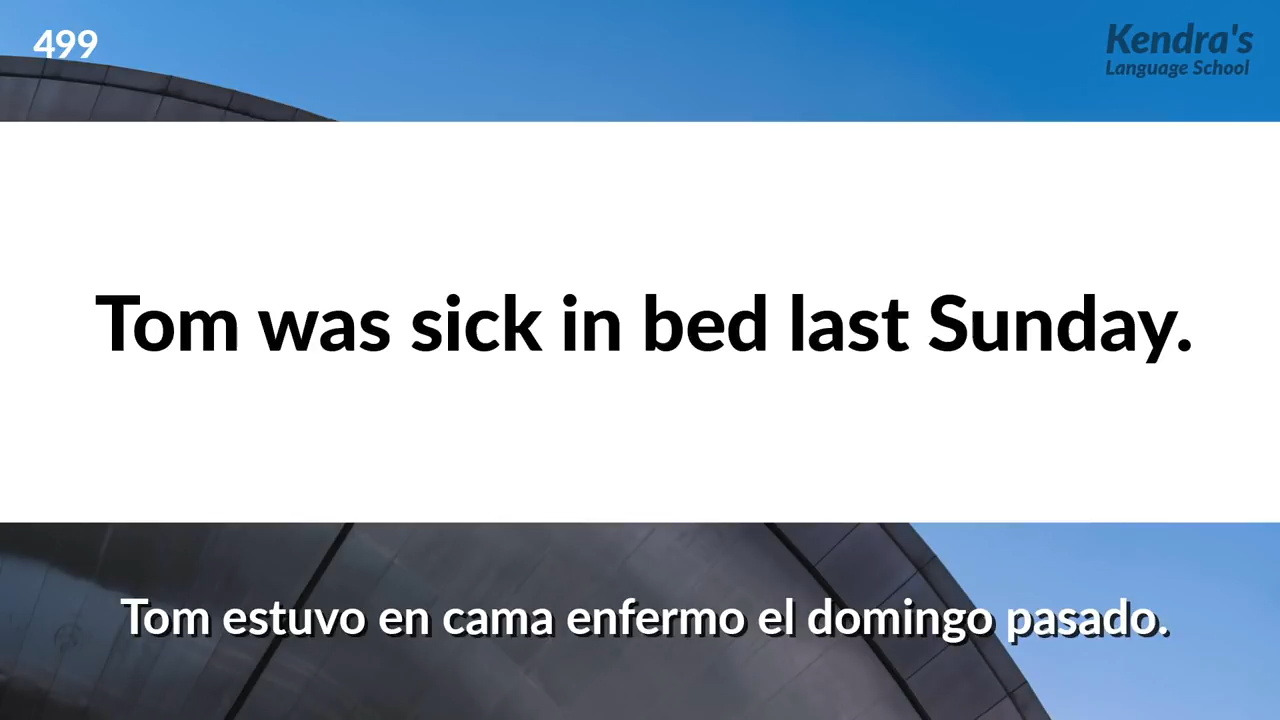 499
Kendra's
Language School
Tom was sick in bed last Sunday.
Tom estuvo en cama enfermo el domingo pasado.